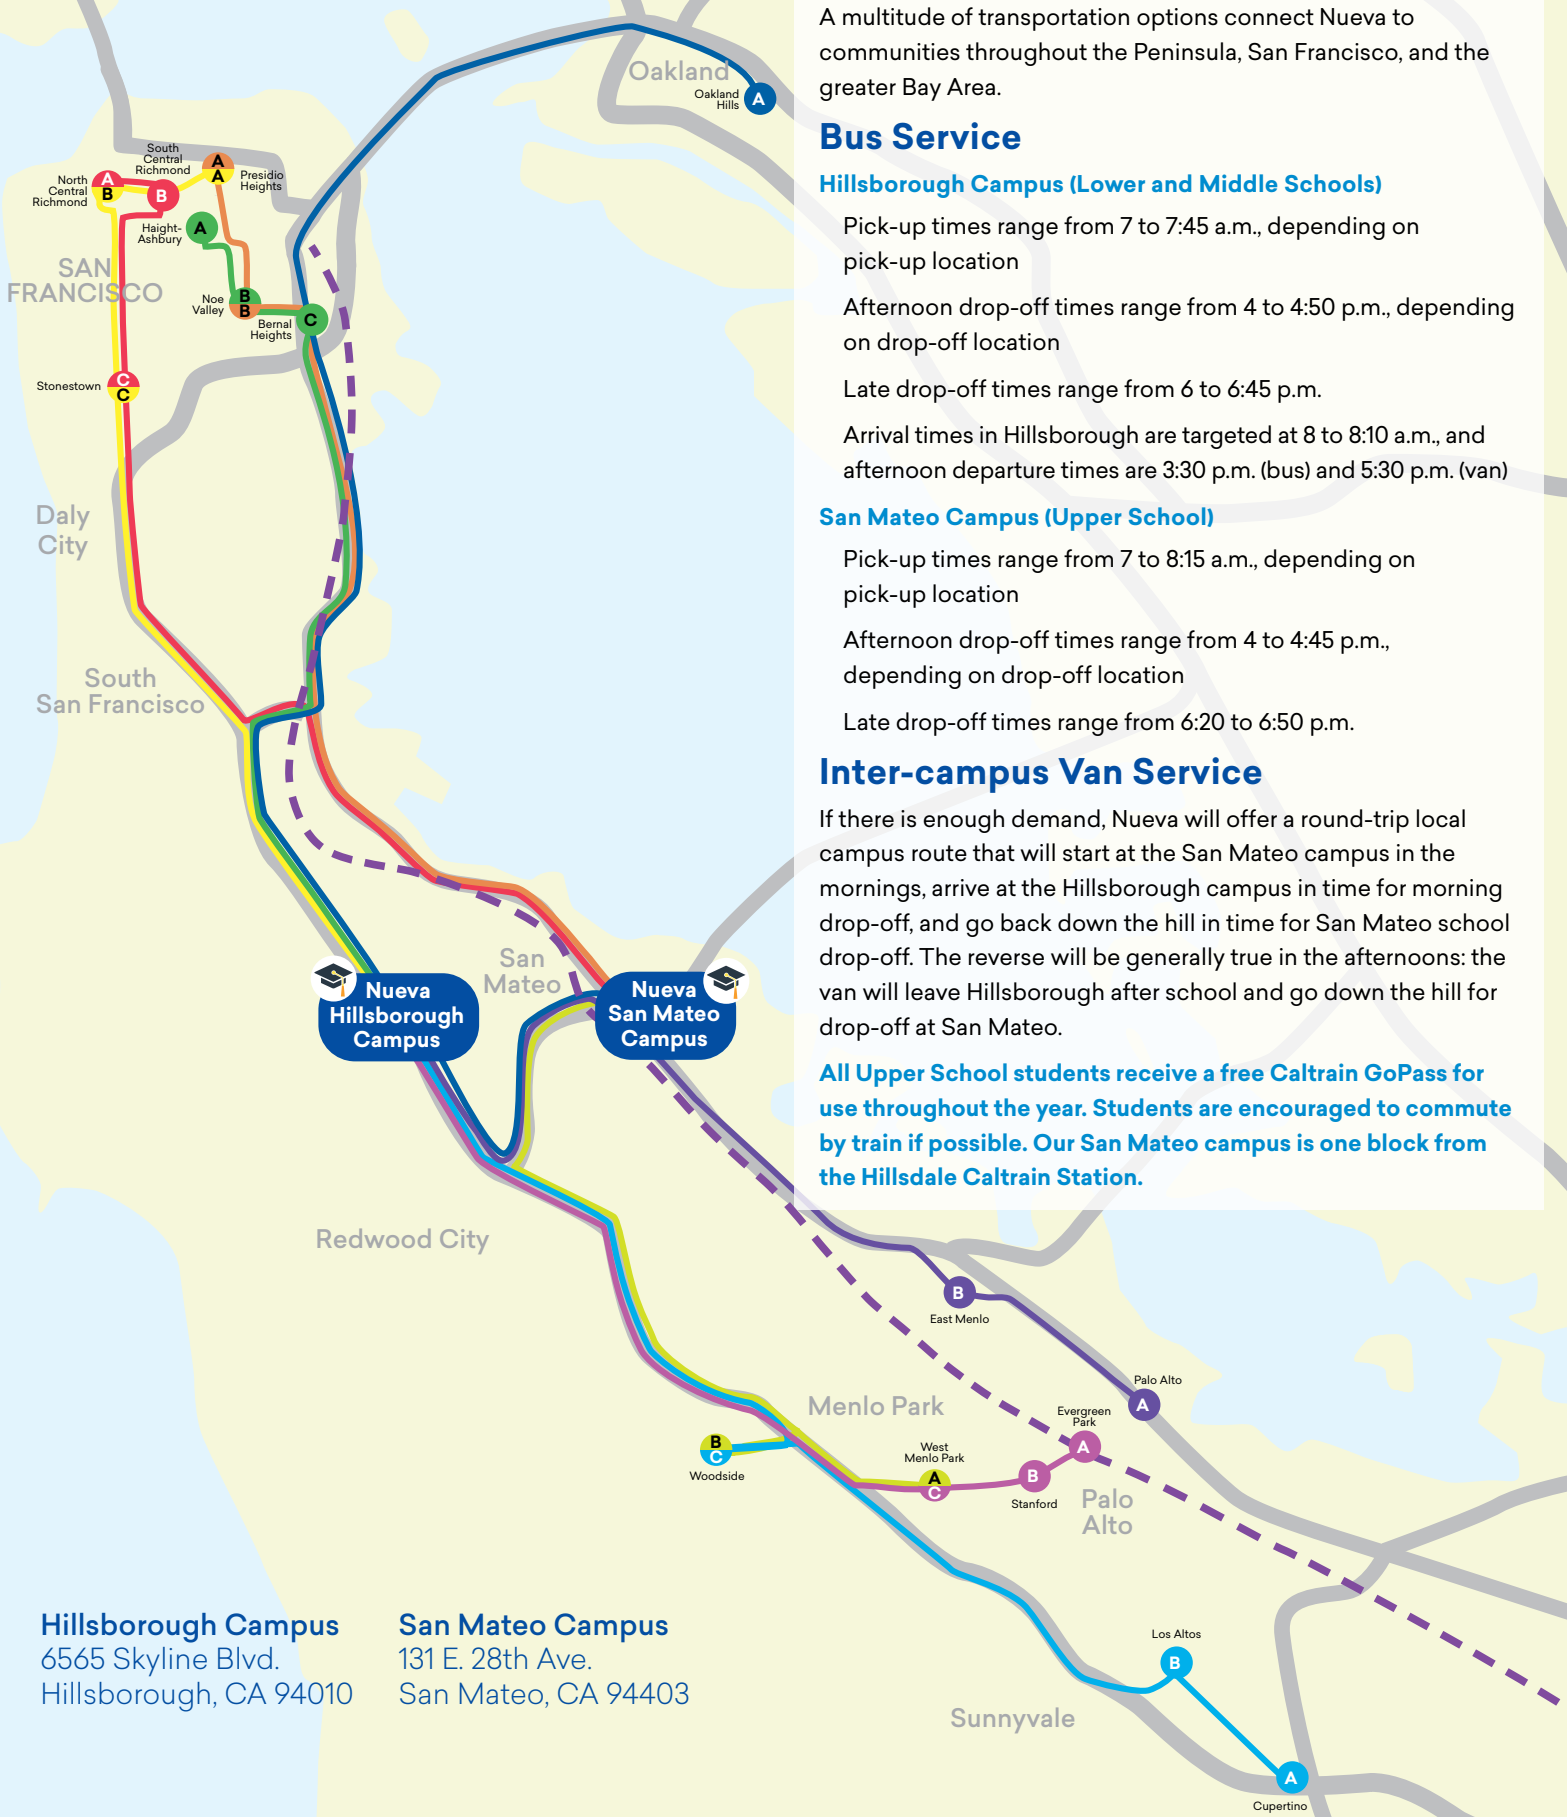 A multitude of transportation options connect Nueva to
communities throughout the Peninsula, San Francisco, and the
greater Bay Area.
Bus Service
Hillsborough Campus (Lower and Middle Schools)
Pick-up times range from 7 to 7:45 a.m., depending on
pick-up location
Afternoon drop-off times range from 4 to 4:50 p.m., depending
on drop-off location
Late drop-off times range from 6 to 6:45 p.m.
Arrival times in Hillsborough are targeted at 8 to 8:10 a.m., and
afternoon departure times are 3:30 p.m. (bus) and 5:30 p.m. (van)
San Mateo Campus (Upper School)
Pick-up times range from 7 to 8:15 a.m., depending on
pick-up location
Afternoon drop-off times range from 4 to 4:45 p.m.,
depending on drop-off location
Late drop-off times range from 6:20 to 6:50 p.m.
Inter-campus Van Service
If there is enough demand, Nueva will offer a round-trip local
campus route that will start at the San Mateo campus in the
mornings, arrive at the Hillsborough campus in time for morning
drop-off, and go back down the hill in time for San Mateo school
drop-off. The reverse will be generally true in the afternoons: the
van will leave Hillsborough after school and go down the hill for
drop-off at San Mateo.
All Upper School students receive a free Caltrain GoPass for
use throughout the year. Students are encouraged to commute
by train if possible. Our San Mateo campus is one block from
the Hillsdale Caltrain Station.
Oakland
Oakland
Hills
A
South
Central
Richmond
B
North
Central
Richmond
A
B
A
A
Presidio
Heights
Haight-
Ashbury
A
SAN
FRANCISCO
Noe
Valley
B
B
Bernal
Heights
C
Stonestown
C
C
Daly
City
South
San Francisco
San
Mateo
Nueva
Hillsborough
Campus
Nueva
San Mateo
Campus
Redwood City
B
East Menlo
Palo Alto
A
Menlo Park
Evergreen
Park
A
West
Menlo Park
A
C
B
Stanford
B
C
Woodside
Palo
Alto
Los Altos
B
Sunnyvale
A
Cupertino
Hillsborough Campus
6565 Skyline Blvd.
Hillsborough, CA 94010
San Mateo Campus
131 E. 28th Ave.
San Mateo, CA 94403